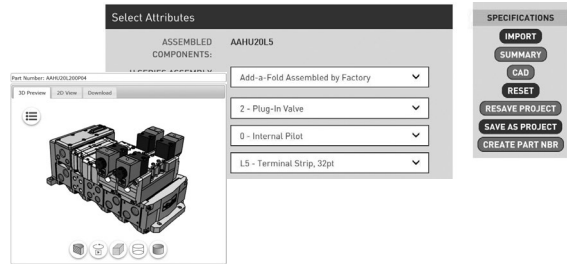 Select Attributes
ASSEMBLED COMPONENTS:
AAHU20L5
Add-a-Fold Assembled by Factory
2 - Plug-In Valve
0 - Internal Pilot
L5 - Terminal Strip, 32pt
Part Number: AAHU20L200P04
3D Preview
2D View
Download
SPECIFICATIONS
IMPORT
SUMMARY
CAD
RESET
RESAVE PROJECT
SAVE AS PROJECT
CREATE PART NBR